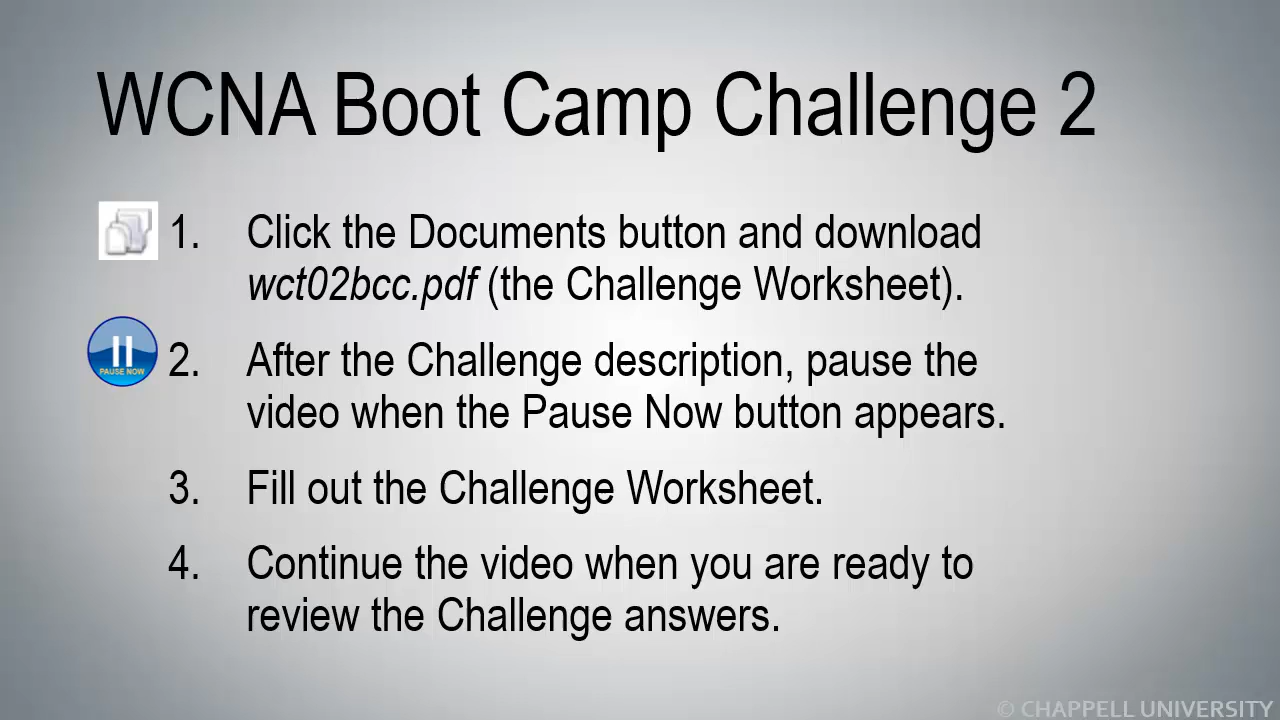 WCNA Boot Camp Challenge 2
1. Click the Documents button and download
wct02bcc.pdf (the Challenge Worksheet).
PAUSE NOW
2. After the Challenge description, pause the
video when the Pause Now button appears.
3. Fill out the Challenge Worksheet.
4. Continue the video when you are ready to
review the Challenge answers.
© CHAPPELL UNIVERSITY